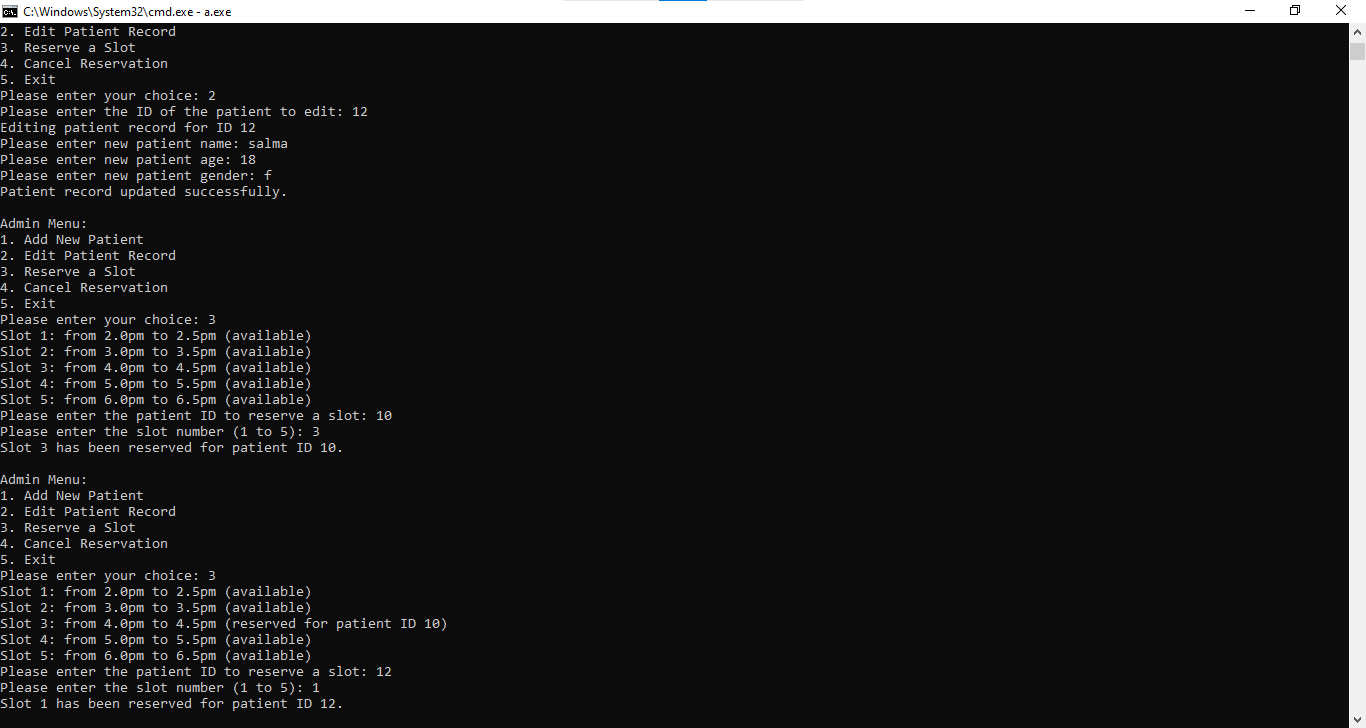 C:\Windows\System32\cmd.exe - a.exe
2. Edit Patient Record
3. Reserve a Slot
4. Cancel Reservation
5. Exit
Please enter your choice: 2
Please enter the ID of the patient to edit: 12
Editing patient record for ID 12
Please enter new patient name: salma
Please enter new patient age: 18
Please enter new patient gender: f
Patient record updated successfully.

Admin Menu:
1. Add New Patient
2. Edit Patient Record
3. Reserve a Slot
4. Cancel Reservation
5. Exit
Please enter your choice: 3
Slot 1: from 2.0pm to 2.5pm (available)
Slot 2: from 3.0pm to 3.5pm (available)
Slot 3: from 4.0pm to 4.5pm (available)
Slot 4: from 5.0pm to 5.5pm (available)
Slot 5: from 6.0pm to 6.5pm (available)
Please enter the patient ID to reserve a slot: 10
Please enter the slot number (1 to 5): 3
Slot 3 has been reserved for patient ID 10.

Admin Menu:
1. Add New Patient
2. Edit Patient Record
3. Reserve a Slot
4. Cancel Reservation
5. Exit
Please enter your choice: 3
Slot 1: from 2.0pm to 2.5pm (available)
Slot 2: from 3.0pm to 3.5pm (available)
Slot 3: from 4.0pm to 4.5pm (reserved for patient ID 10)
Slot 4: from 5.0pm to 5.5pm (available)
Slot 5: from 6.0pm to 6.5pm (available)
Please enter the patient ID to reserve a slot: 12
Please enter the slot number (1 to 5): 1
Slot 1 has been reserved for patient ID 12.